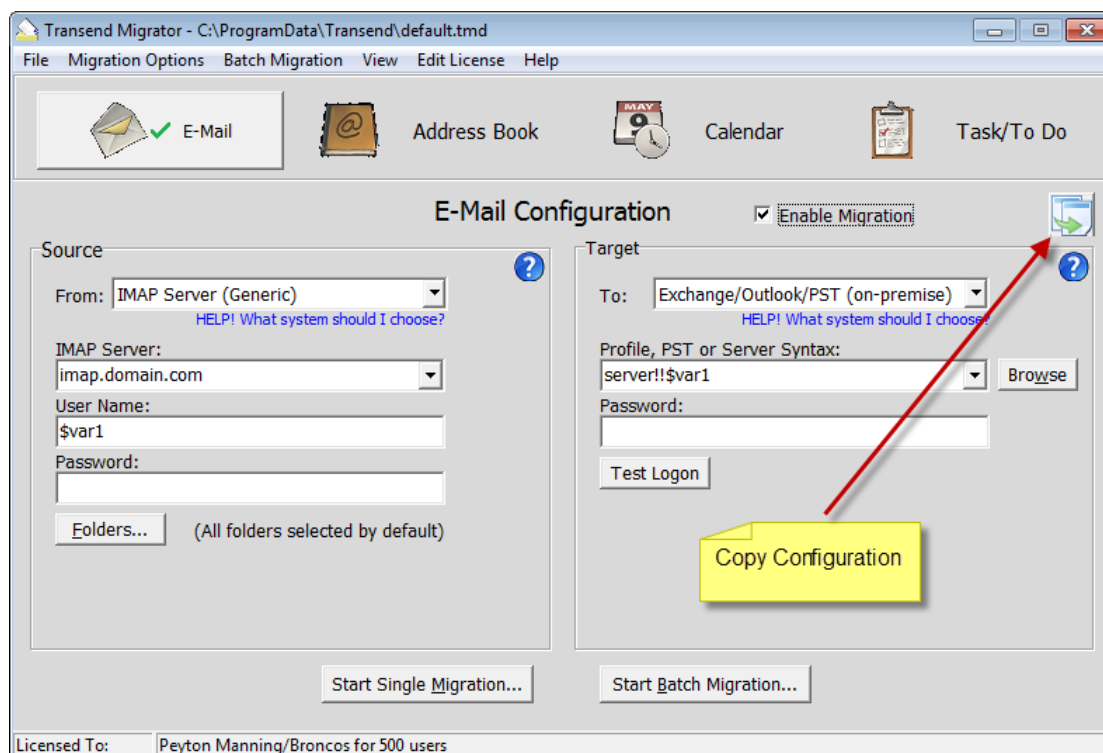 Transend Migrator - C:\ProgramData\Transend\default.tmd
File Migration Options Batch Migration View Edit License Help
E-Mail
Address Book
MAY
9
Calendar
Task/To Do
E-Mail Configuration
Enable Migration
Source
From: IMAP Server (Generic)
HELP! What system should I choose?
IMAP Server:
imap.domain.com
User Name:
$var1
Password:
Folders... (All folders selected by default)
Target
To: Exchange/Outlook/PST (on-premise)
HELP! What system should I choose?
Profile, PST or Server Syntax:
server!!$var1
Browse
Password:
Test Logon
Copy Configuration
Start Single Migration...
Start Batch Migration...
Licensed To: Peyton Manning/Broncos for 500 users